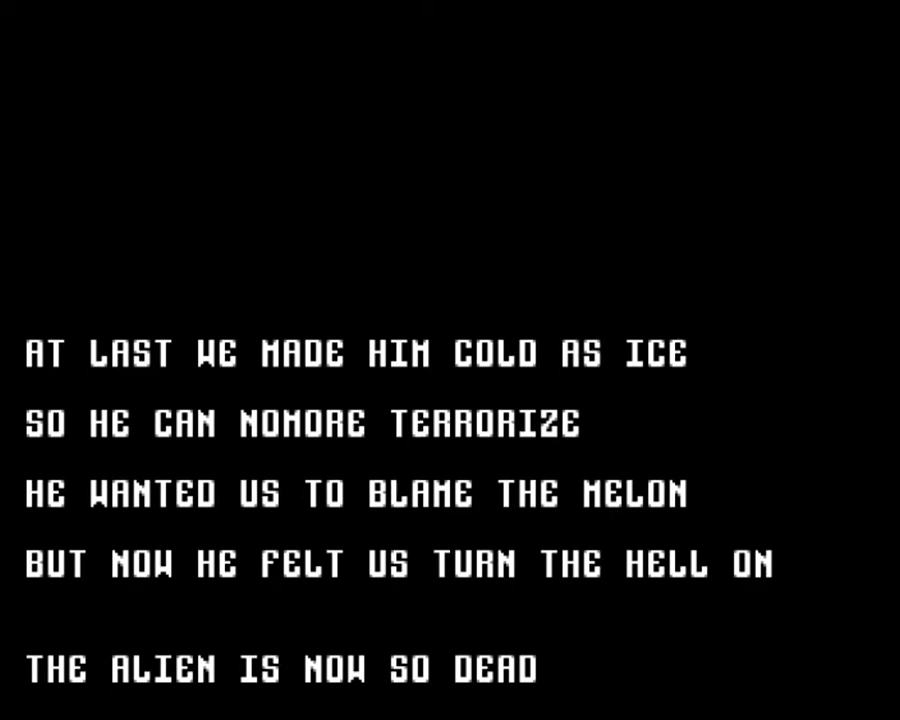 AT LAST WE MADE HIM COLD AS ICE
SO HE CAN NOMORE TERRORIZE
HE WANTED US TO BLAME THE MELON
BUT NOW HE FELT US TURN THE HELL ON
THE ALIEN IS NOW SO DEAD